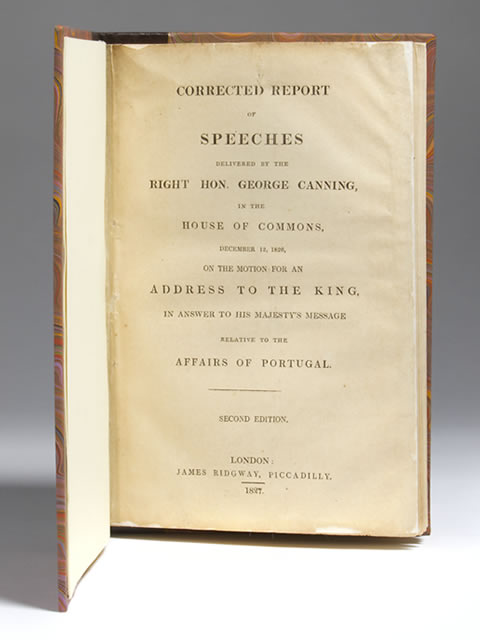 CORRECTED REPORT
OF
SPEECHES
DELIVERED BY THE
RIGHT HON. GEORGE CANNING,
IN THE
HOUSE OF COMMONS,
DECEMBER 12, 1826,
ON THE MOTION FOR AN
ADDRESS TO THE KING,
IN ANSWER TO HIS MAJESTY'S MESSAGE
RELATIVE TO THE
AFFAIRS OF PORTUGAL.
SECOND EDITION.
LONDON:
JAMES RIDGWAY, PICCADILLY.
1827.